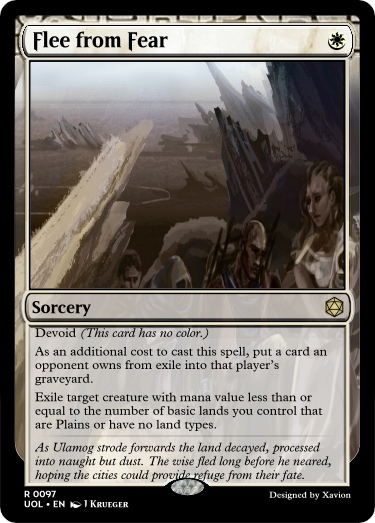 Flee from Fear
Sorcery
Devoid (This card has no color.)
As an additional cost to cast this spell, put a card an
opponent owns from exile into that player's
graveyard.
Exile target creature with mana value less than or
equal to the number of basic lands you control that
are Plains or have no land types.
As Ulamog strode forwards the land decayed, processed
into naught but dust. The wise fled long before he neared,
hoping the cities could provide refuge from their fate.
R 0097
UOL • EN J Krueger
Designed by Xavion